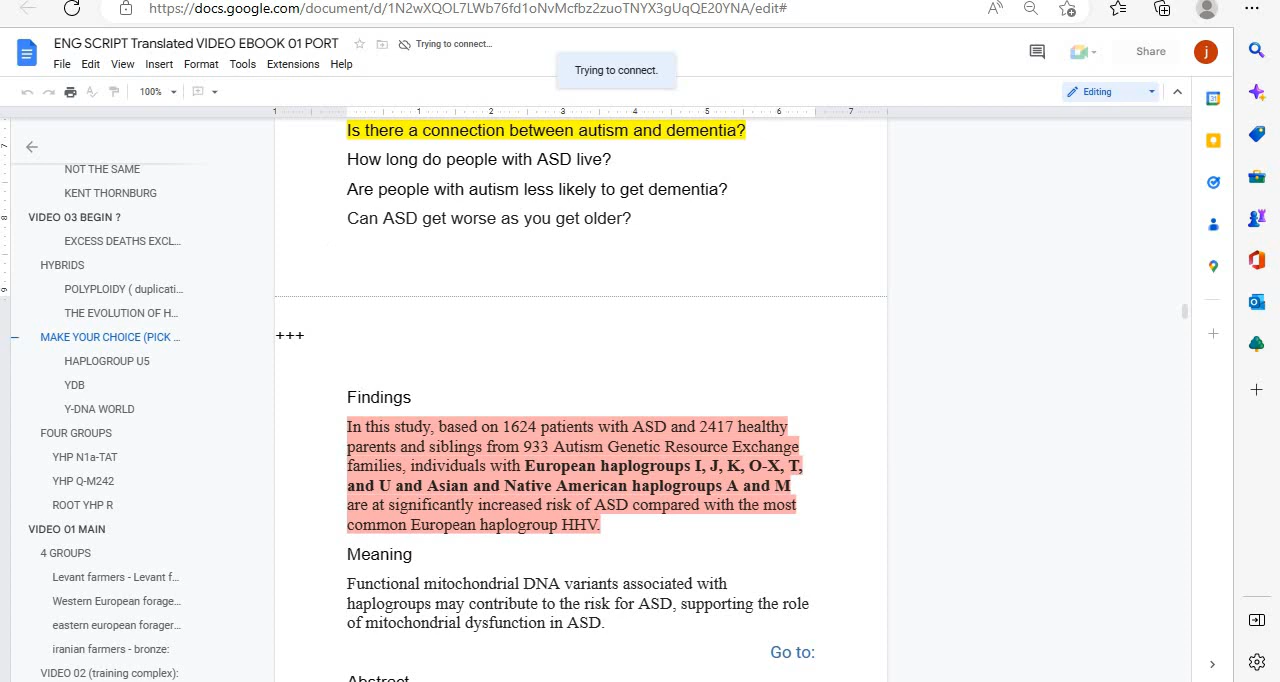 https://docs.google.com/document/d/1N2wXQOL7LWb76fd1oNvMcfbz2zuoTNYX3gUqQE20YNA/edit#
ENG SCRIPT Translated VIDEO EBOOK 01 PORT
Trying to connect...
File Edit View Insert Format Tools Extensions Help
Trying to connect.
Share
j
100%
Editing
1 1 2 3 4 5 6 7
NOT THE SAME
KENT THORNBURG
VIDEO 03 BEGIN ?
EXCESS DEATHS EXCL...
HYBRIDS
POLYPLOIDY ( duplicati...
THE EVOLUTION OF H...
MAKE YOUR CHOICE (PICK ...
HAPLOGROUP U5
YDB
Y-DNA WORLD
FOUR GROUPS
YHP N1a-TAT
YHP Q-M242
ROOT YHP R
VIDEO 01 MAIN
4 GROUPS
Levant farmers - Levant f...
Western European forage...
eastern european forager...
iranian farmers - bronze:
VIDEO 02 (training complex):
Is there a connection between autism and dementia?
How long do people with ASD live?
Are people with autism less likely to get dementia?
Can ASD get worse as you get older?
+++
Findings
In this study, based on 1624 patients with ASD and 2417 healthy
parents and siblings from 933 Autism Genetic Resource Exchange
families, individuals with European haplogroups I, J, K, O-X, T,
and U and Asian and Native American haplogroups A and M
are at significantly increased risk of ASD compared with the most
common European haplogroup HHV.
Meaning
Functional mitochondrial DNA variants associated with
haplogroups may contribute to the risk for ASD, supporting the role
of mitochondrial dysfunction in ASD.
Go to:
Abstract